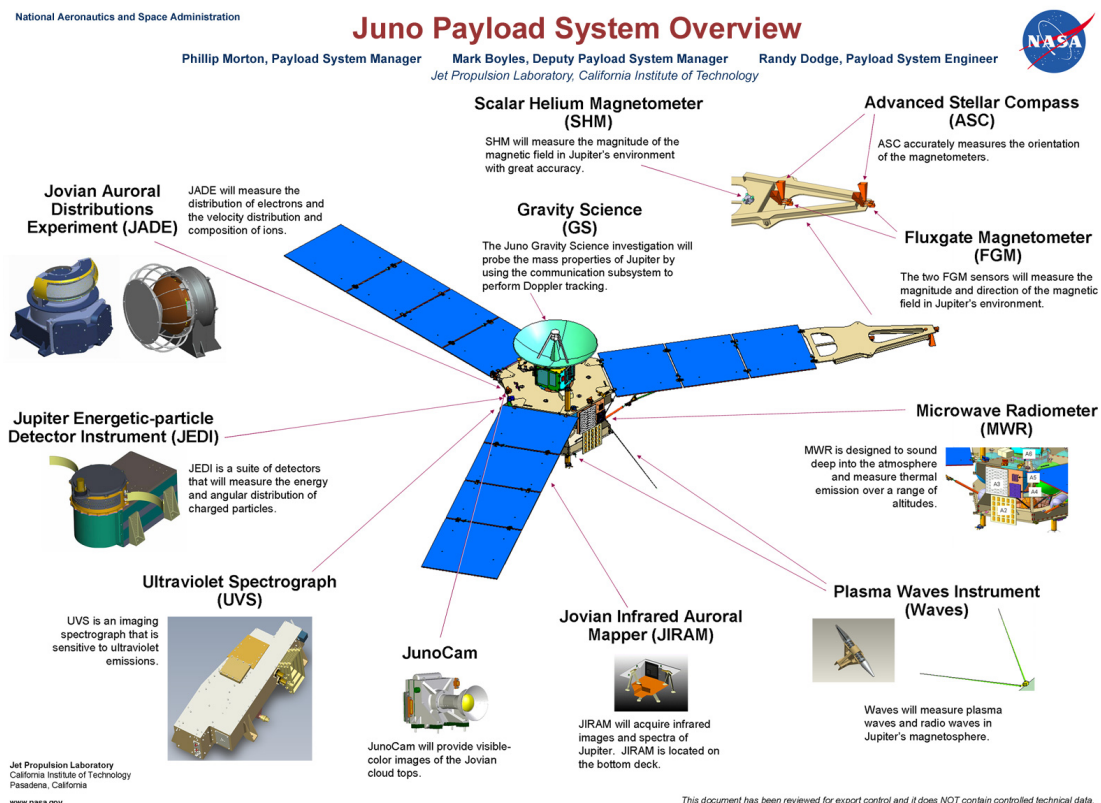 National Aeronautics and Space Administration
Juno Payload System Overview
NASA
Phillip Morton, Payload System Manager
Mark Boyles, Deputy Payload System Manager
Randy Dodge, Payload System Engineer
Jet Propulsion Laboratory, California Institute of Technology
Scalar Helium Magnetometer
(SHM)
SHM will measure the magnitude of the
magnetic field in Jupiter's environment
with great accuracy.
Advanced Stellar Compass
(ASC)
ASC accurately measures the orientation
of the magnetometers.
Jovian Auroral
Distributions
Experiment (JADE)
JADE will measure the
distribution of electrons and
the velocity distribution and
composition of ions.
Gravity Science
(GS)
The Juno Gravity Science investigation will
probe the mass properties of Jupiter by
using the communication subsystem to
perform Doppler tracking.
Fluxgate Magnetometer
(FGM)
The two FGM sensors will measure the
magnitude and direction of the magnetic
field in Jupiter's environment.
Jupiter Energetic-particle
Detector Instrument (JEDI)
JEDI is a suite of detectors
that will measure the energy
and angular distribution of
charged particles.
Microwave Radiometer
(MWR)
MWR is designed to sound
deep into the atmosphere
and measure thermal
emission over a range of
altitudes.
A6
A5
A3
A4
A2
Ultraviolet Spectrograph
(UVS)
UVS is an imaging
spectrograph that is
sensitive to ultraviolet
emissions.
JunoCam
JunoCam will provide visible-
color images of the Jovian
cloud tops.
Jovian Infrared Auroral
Mapper (JIRAM)
JIRAM will acquire infrared
images and spectra of
Jupiter. JIRAM is located on
the bottom deck.
Plasma Waves Instrument
(Waves)
Waves will measure plasma
waves and radio waves in
Jupiter's magnetosphere.
Jet Propulsion Laboratory
California Institute of Technology
Pasadena, California
www.nasa.gov
This document has been reviewed for export control and it does NOT contain controlled technical data.